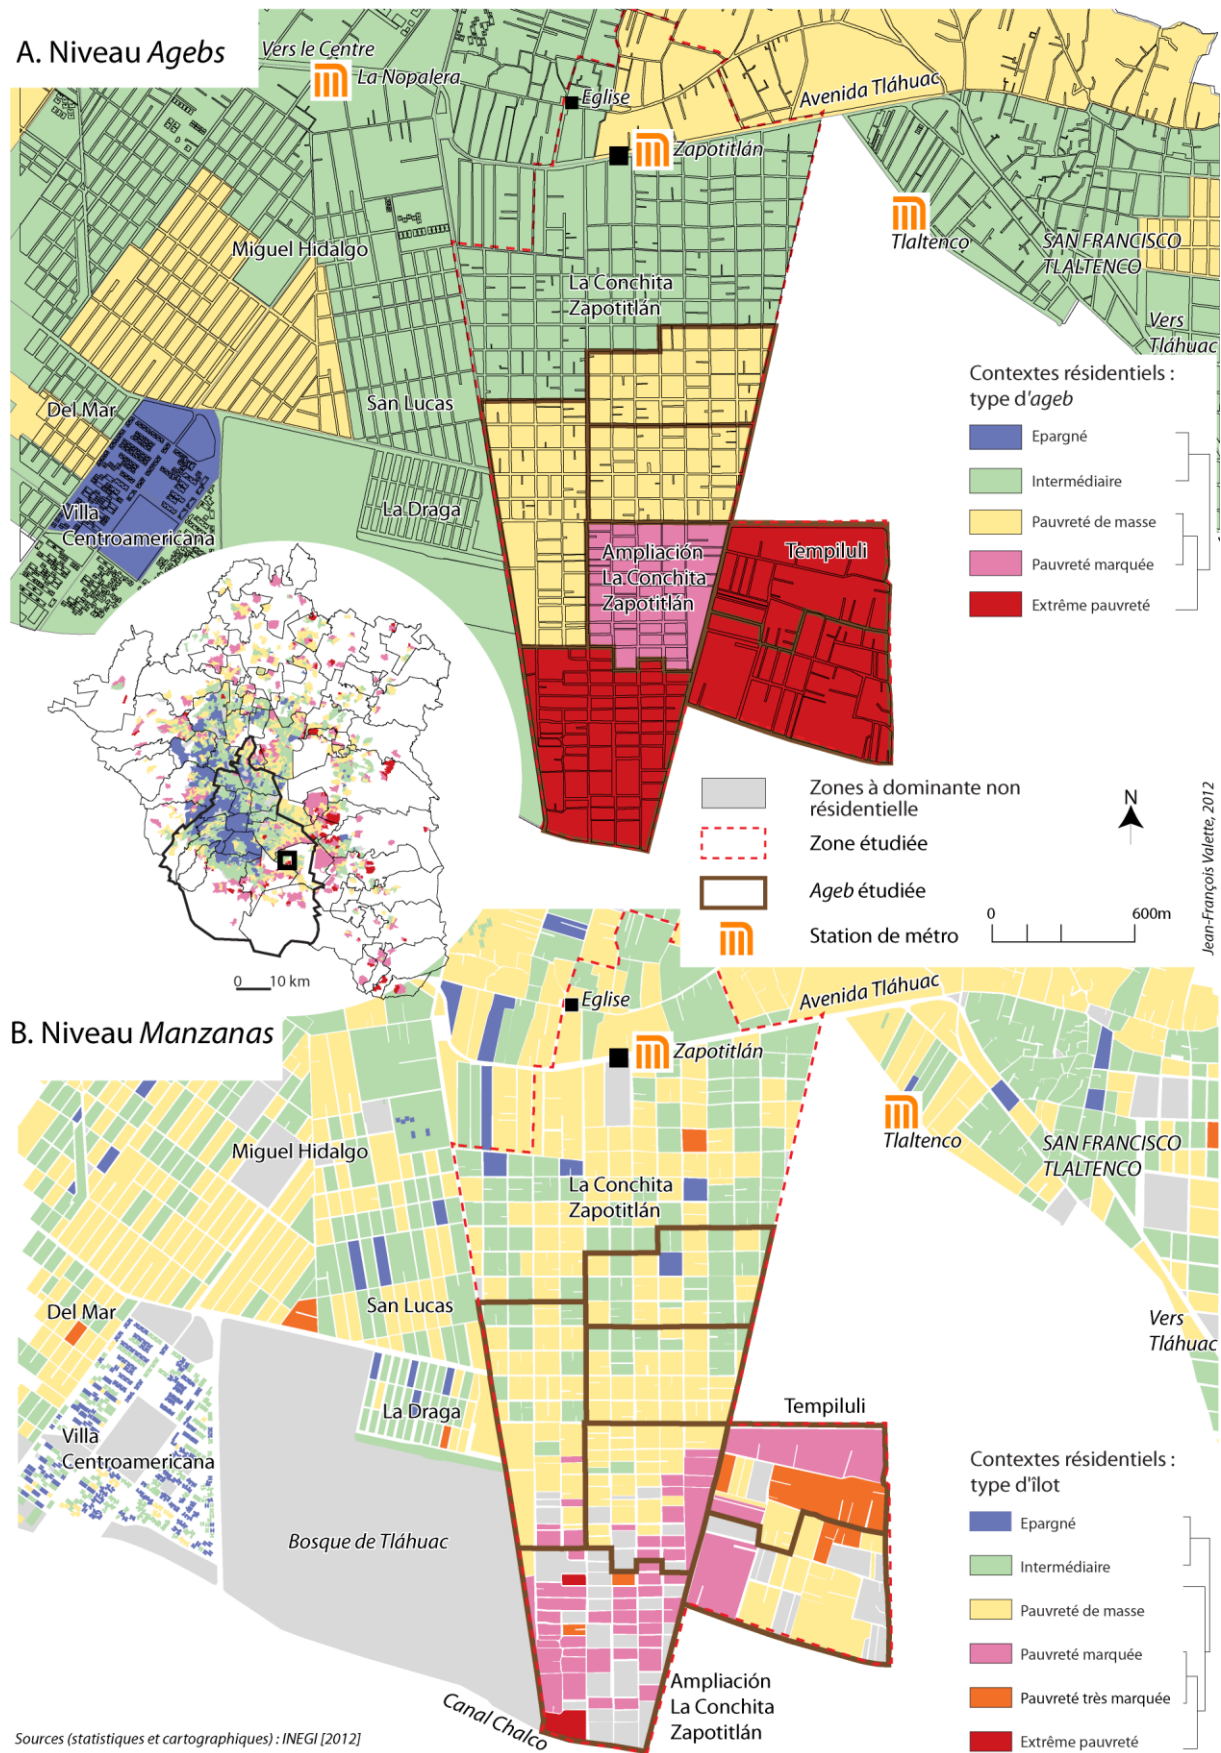 A. Niveau Agebs
Vers le Centre
La Nopalera
Eglise
Avenida Tláhuac
Zapotitlán
Miguel Hidalgo
Tlaltenco
SAN FRANCISCO
TLALTENCO
La Conchita
Zapotitlán
Vers
Tláhuac
Del Mar
San Lucas
La Draga
Villa
Centroamericana
Ampliación
La Conchita
Zapotitlán
Tempiluli
Contextes résidentiels :
type d'ageb
Epargné
Intermédiaire
Pauvreté de masse
Pauvreté marquée
Extrême pauvreté
Zones à dominante non
résidentielle
Zone étudiée
Ageb étudiée
Station de métro
N
0 600m
Jean-François Valette, 2012
0 10 km
B. Niveau Manzanas
Eglise
Avenida Tláhuac
Zapotitlán
Miguel Hidalgo
Tlaltenco
SAN FRANCISCO
TLALTENCO
La Conchita
Zapotitlán
Del Mar
San Lucas
Vers
Tláhuac
La Draga
Tempiluli
Villa
Centroamericana
Bosque de Tláhuac
Contextes résidentiels :
type d'îlot
Epargné
Intermédiaire
Pauvreté de masse
Pauvreté marquée
Pauvreté très marquée
Extrême pauvreté
Ampliación
La Conchita
Zapotitlán
Canal Chalco
Sources (statistiques et cartographiques) : INEGI [2012]